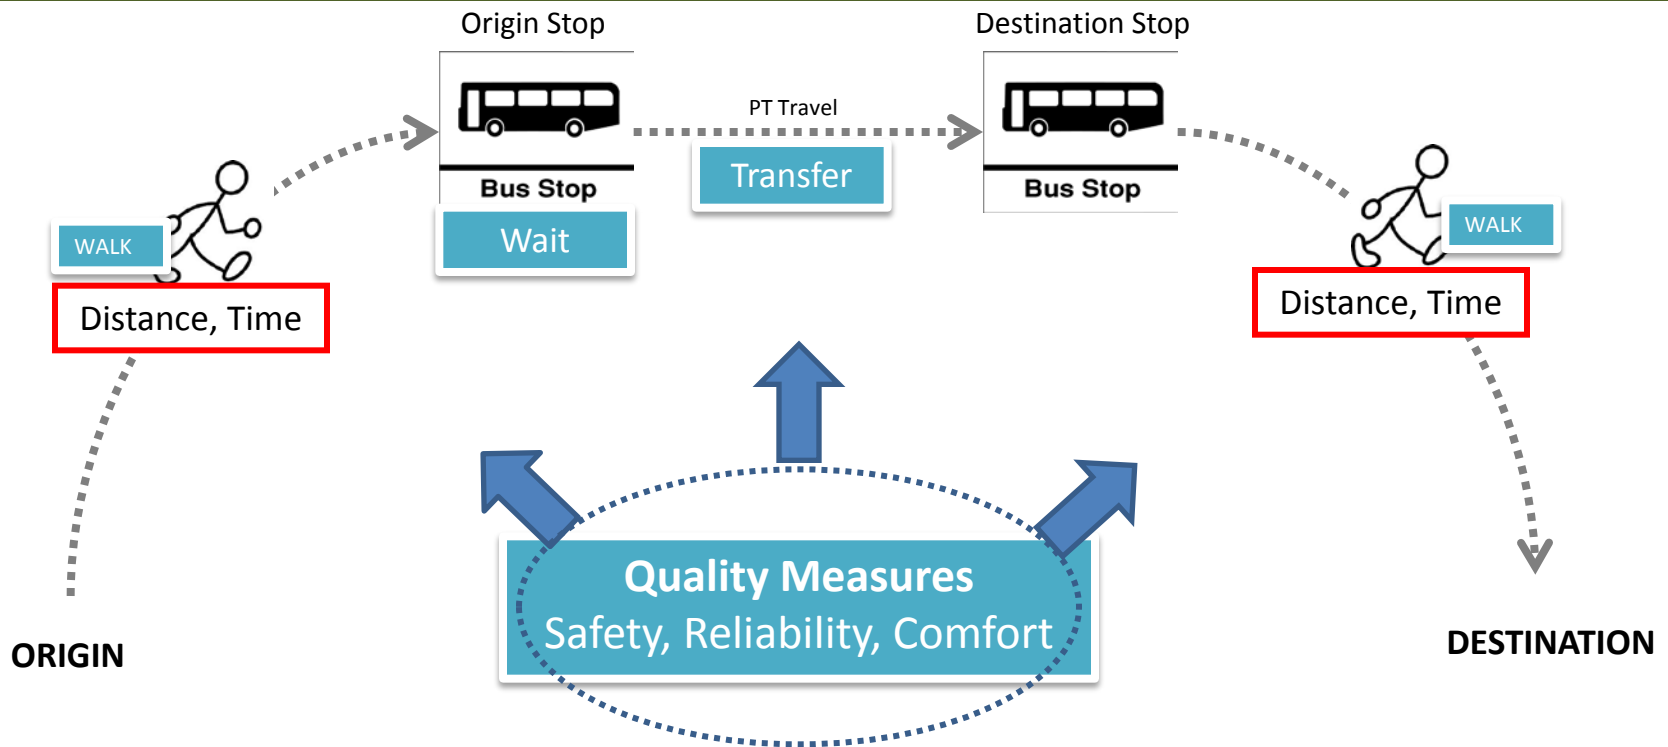 Origin Stop
Destination Stop
PT Travel
Bus Stop
Transfer
Bus Stop
WALK
Wait
WALK
Distance, Time
Distance, Time
Quality Measures
Safety, Reliability, Comfort
ORIGIN
DESTINATION